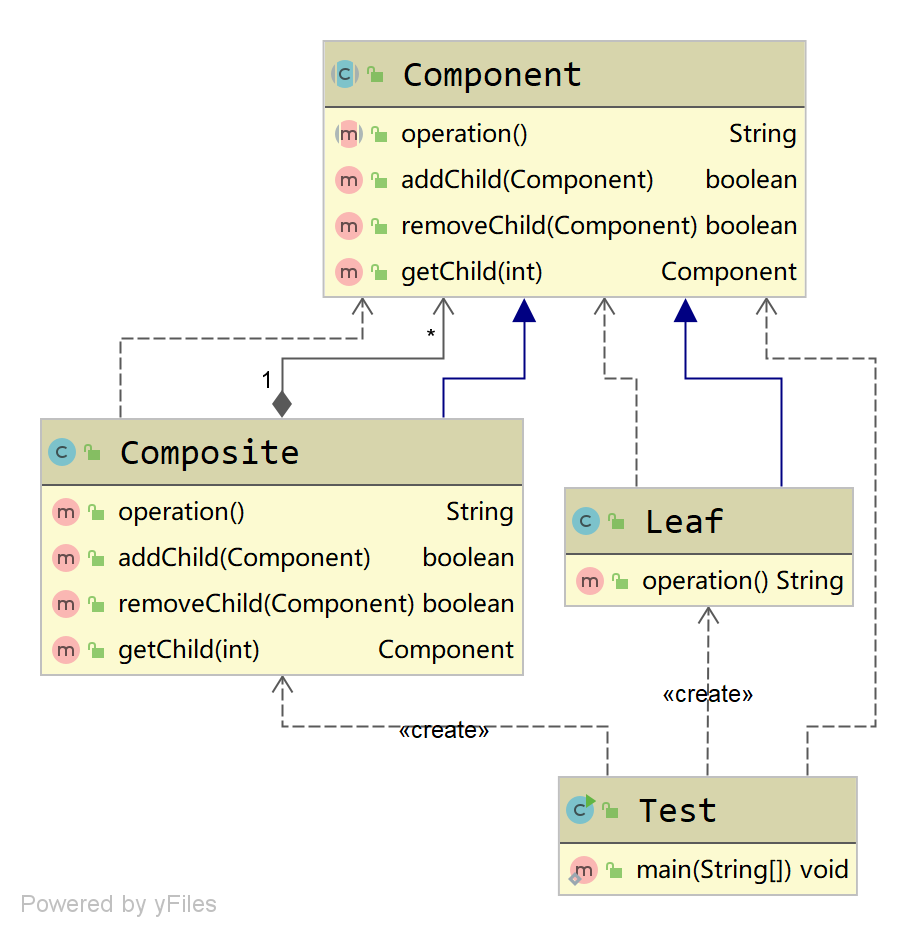 Component
operation() String
addChild(Component) boolean
removeChild(Component) boolean
getChild(int) Component
*
1
Composite
operation() String
addChild(Component) boolean
removeChild(Component) boolean
getChild(int) Component
Leaf
operation() String
«create»
«create»
Test
main(String[]) void
Powered by yFiles